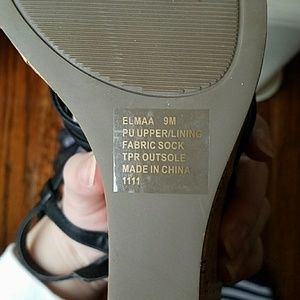 ELMAA 9M
PU UPPER/LINING
FABRIC SOCK
TPR OUTSOLE
MADE IN CHINA
1111